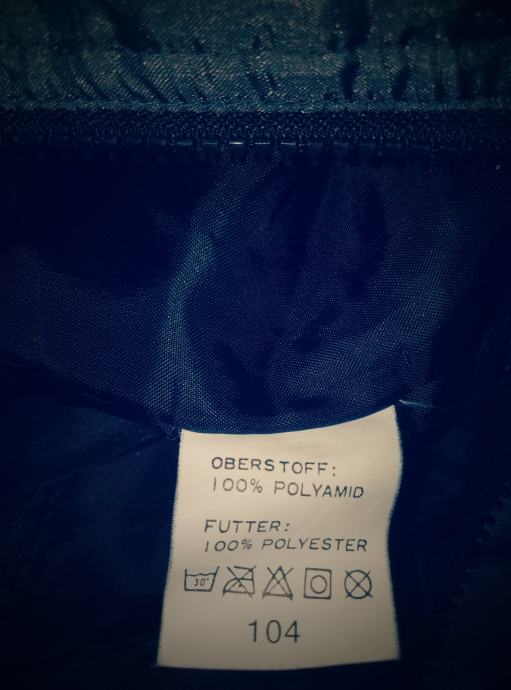 OBERSTOFF:
100% POLYAMID
FUTTER:
100% POLYESTER
30°
104